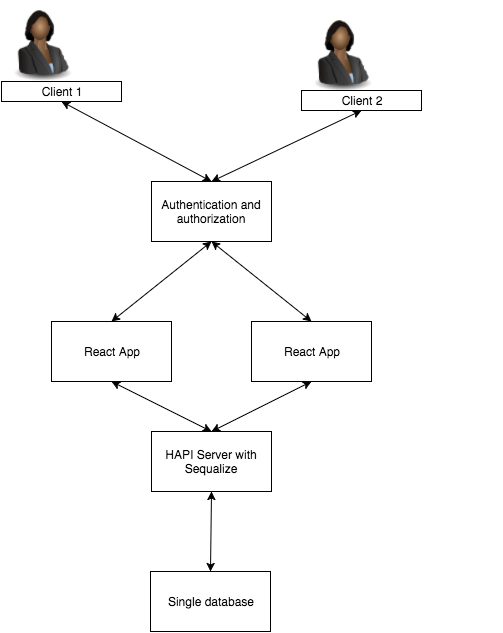 Client 1
Client 2
Authentication and
authorization
React App
React App
HAPI Server with
Sequalize
Single database